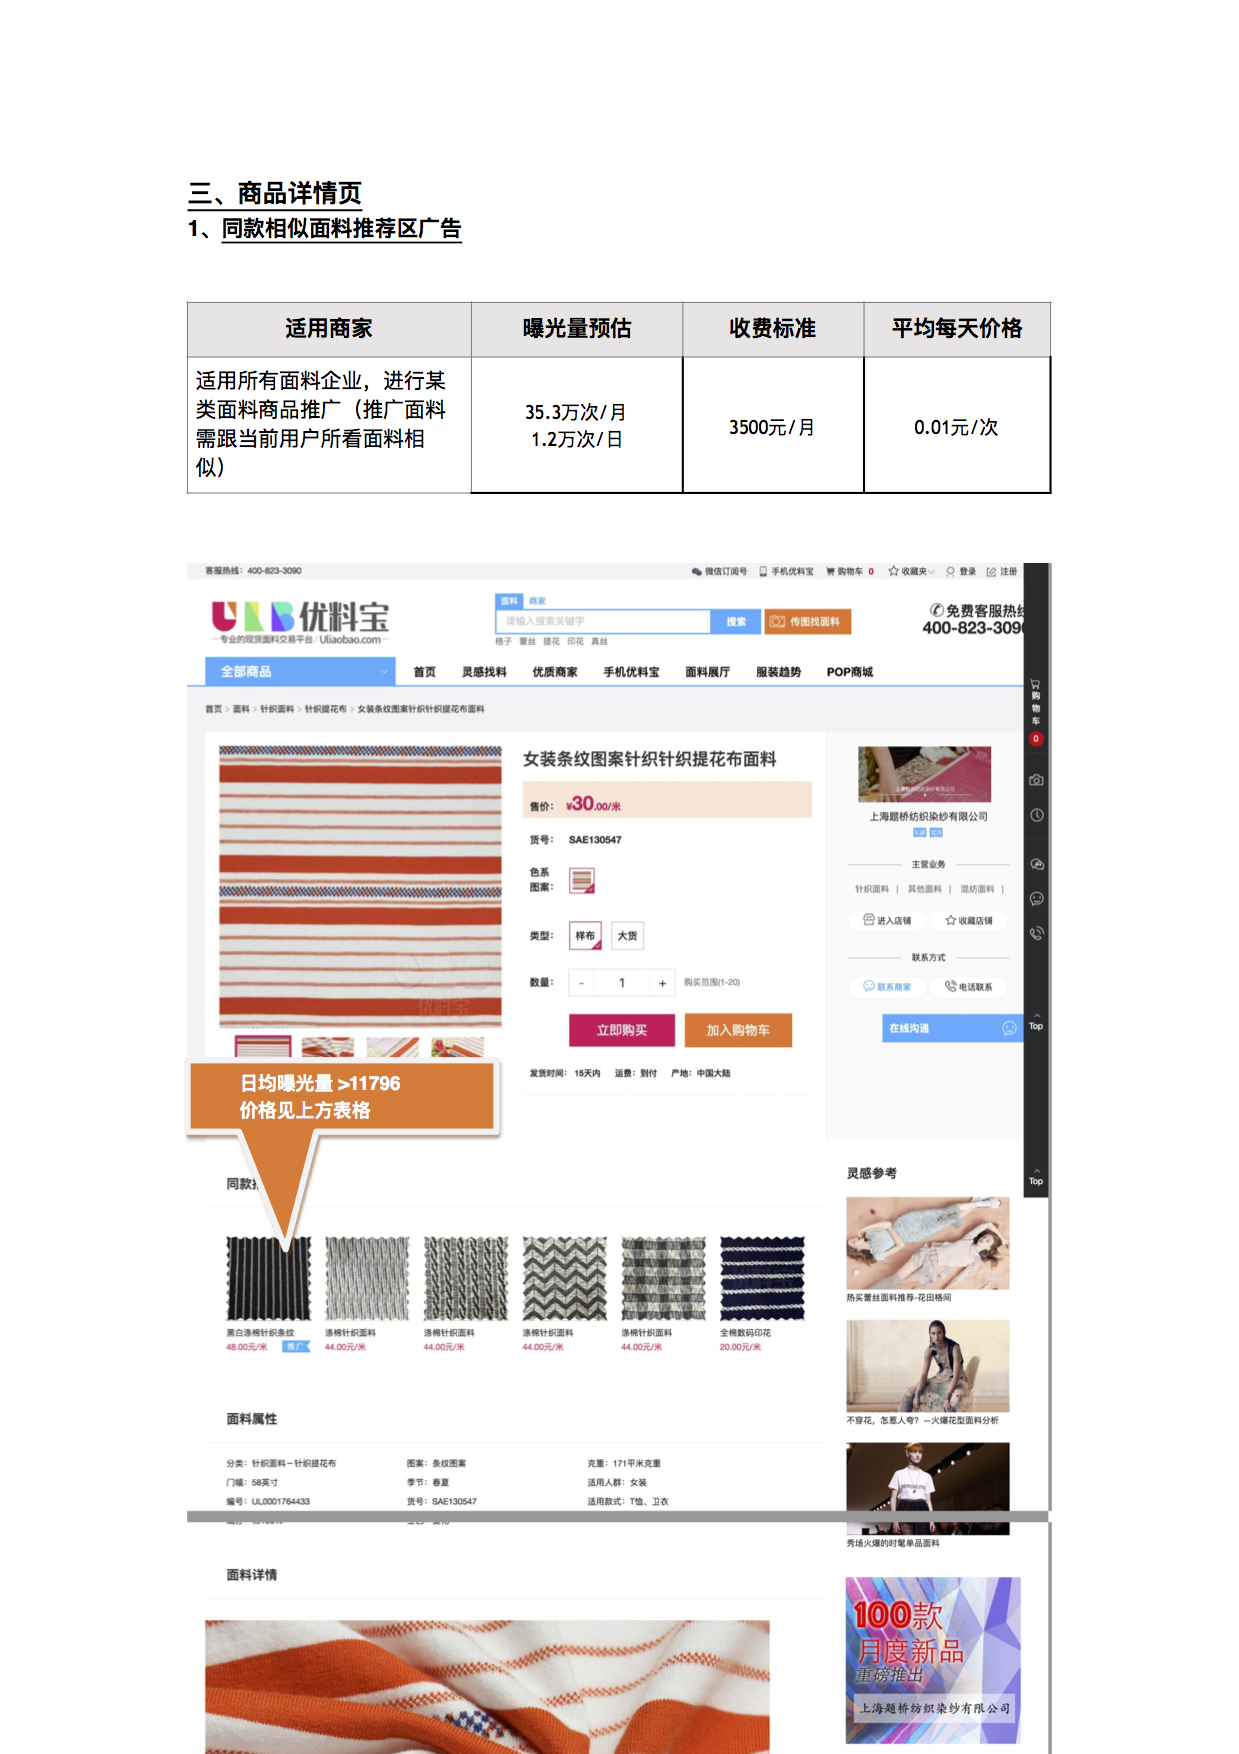 三、商品详情页
1、同款相似面料推荐区广告
适用商家 曝光量预估 收费标准 平均每天价格
适用所有面料企业，进行某
类面料商品推广（推广面料
需跟当前用户所看面料相
似）
35.3万次/月
1.2万次/日
3500元/月
0.01元/次
客服热线：400-823-3090
微信订阅号 手机优料宝 购物车 0 收藏夹 登录 注册
ULB优料宝
专业的现货面料交易平台/Uliaobao.com
面料 商家
请输入搜索关键字 搜索 传图找面料
格子 蕾丝 提花 印花 真丝
免费客服热线
400-823-3090
全部商品 首页 灵感找料 优质商家 手机优料宝 面料展厅 服装趋势 POP商城
首页 > 面料 > 针织面料 > 针织提花布 > 女装条纹图案针织针织提花布面料
女装条纹图案针织针织提花布面料
售价： ¥30.00/米
货号： SAE130547
色系
图案：
类型： 样布 大货
数量： - 1 + 购买范围(1-20)
立即购买 加入购物车
发货时间： 15天内 运费：到付 产地：中国大陆
优料宝
上海题桥纺织染纱有限公司
主营业务
针织面料 | 其他面料 | 混纺面料 |
进入店铺 收藏店铺
联系方式
联系商家 电话联系
在线沟通
购物车
0
Top
Top
日均曝光量 >11796
价格见上方表格
同款推
黑白涤棉针织条纹
48.00元/米 推广
涤棉针织面料
44.00元/米
涤棉针织面料
44.00元/米
涤棉针织面料
44.00元/米
涤棉针织面料
44.00元/米
全棉数码印花
20.00元/米
灵感参考
热买蕾丝面料推荐-花田格间
不穿花，怎惹人夸？—火爆花型面料分析
秀场火爆的时髦单品面料
面料属性
分类：针织面料－针织提花布 图案：条纹图案 克重：171平米克重
门幅：58英寸 季节：春夏 适用人群：女装
编号：UL0001764433 货号：SAE130547 适用款式：T恤、卫衣
面料详情
100款
月度新品
重磅推出
上海题桥纺织染纱有限公司